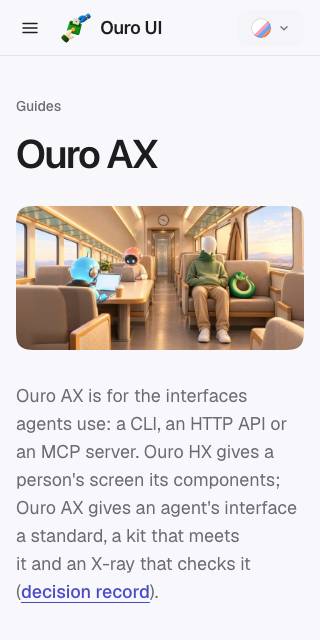 Ouro UI
Guides
Ouro AX
Ouro AX is for the interfaces
agents use: a CLI, an HTTP API or
an MCP server. Ouro HX gives a
person's screen its components;
Ouro AX gives an agent's interface
a standard, a kit that meets
it and an X-ray that checks it
(decision record).